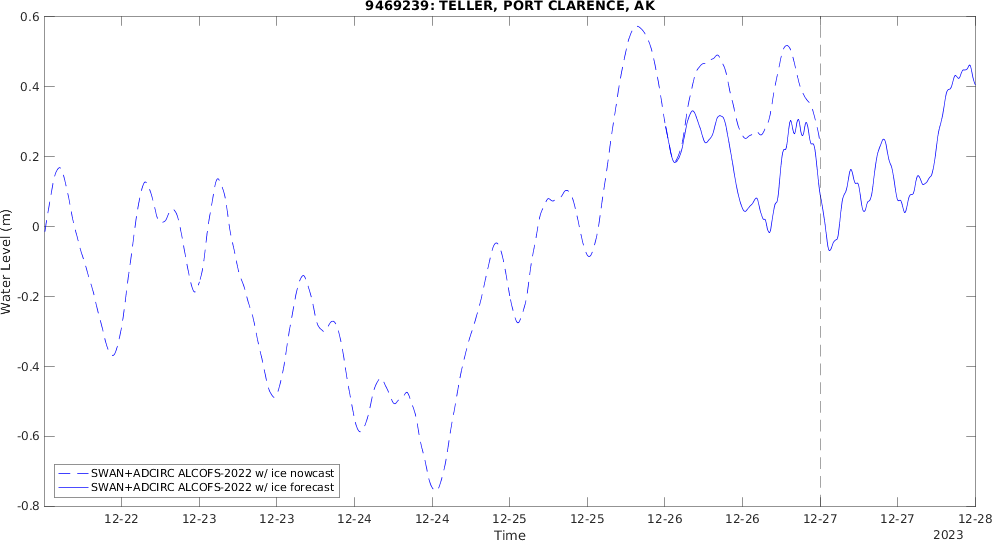 9469239: TELLER, PORT CLARENCE, AK
Water Level (m)
0.6
0.4
0.2
0
-0.2
-0.4
-0.6
-0.8
SWAN+ADCIRC ALCOFS-2022 w/ ice nowcast
SWAN+ADCIRC ALCOFS-2022 w/ ice forecast
12-22 12-23 12-23 12-24 12-24 12-25 12-25 12-26 12-26 12-27 12-27 12-28
Time
2023